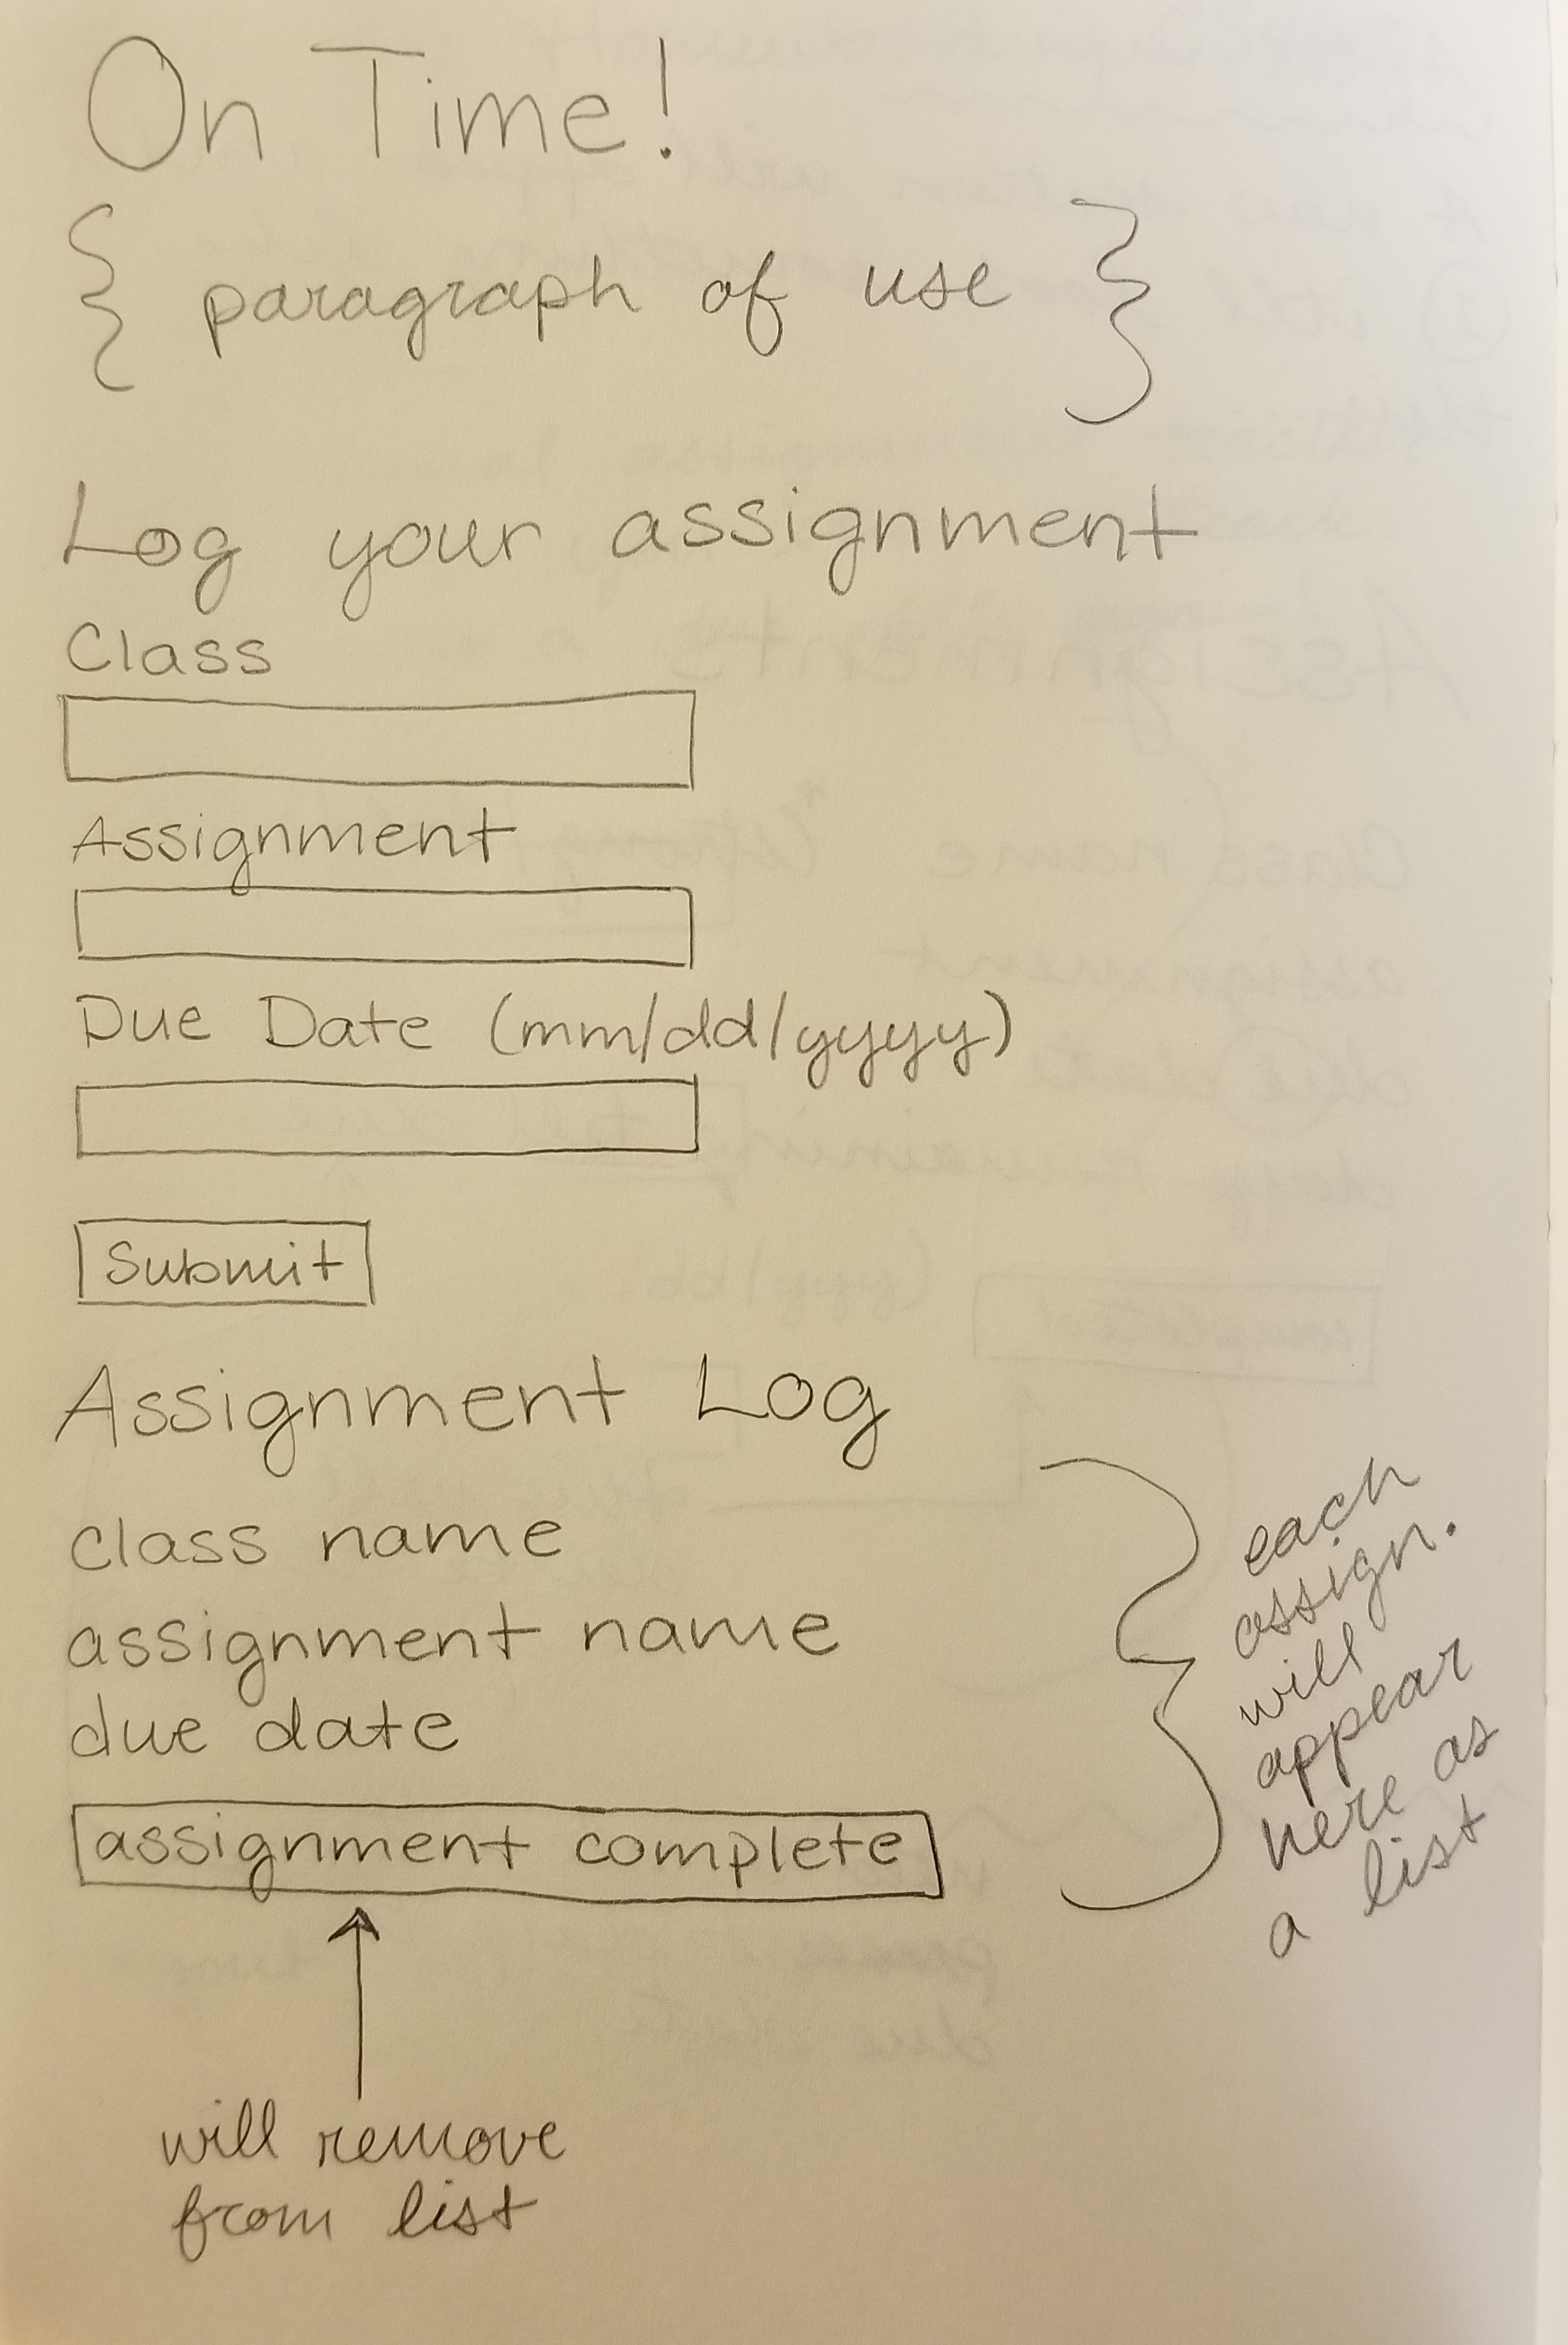 On Time!
{ paragraph of use }
Log your assignment
Class
Assignment
Due Date (mm/dd/yyyy)
Submit
Assignment Log
class name
assignment name
due date
assignment complete
each
assign.
will
appear
here as
a list
will remove
from list